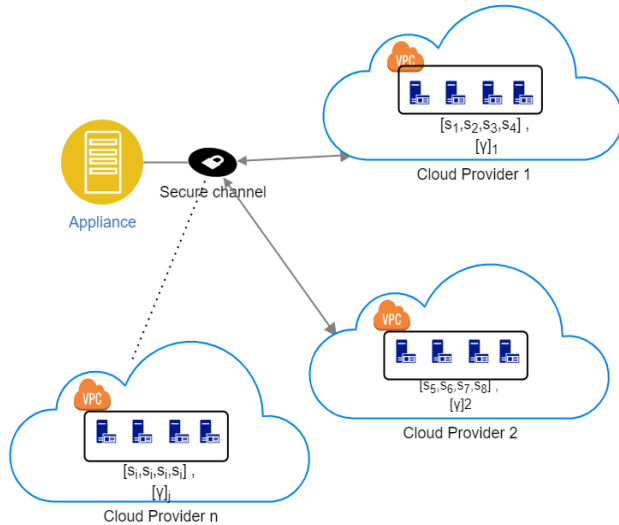 VPC
[s₁,s₂,s₃,s₄] ,
[γ]₁
Cloud Provider 1
Secure channel
Appliance
VPC
[s₅,s₆,s₇,s₈] ,
[γ]2
Cloud Provider 2
VPC
[sᵢ,sᵢ,sᵢ,sᵢ] ,
[γ]ⱼ
Cloud Provider n